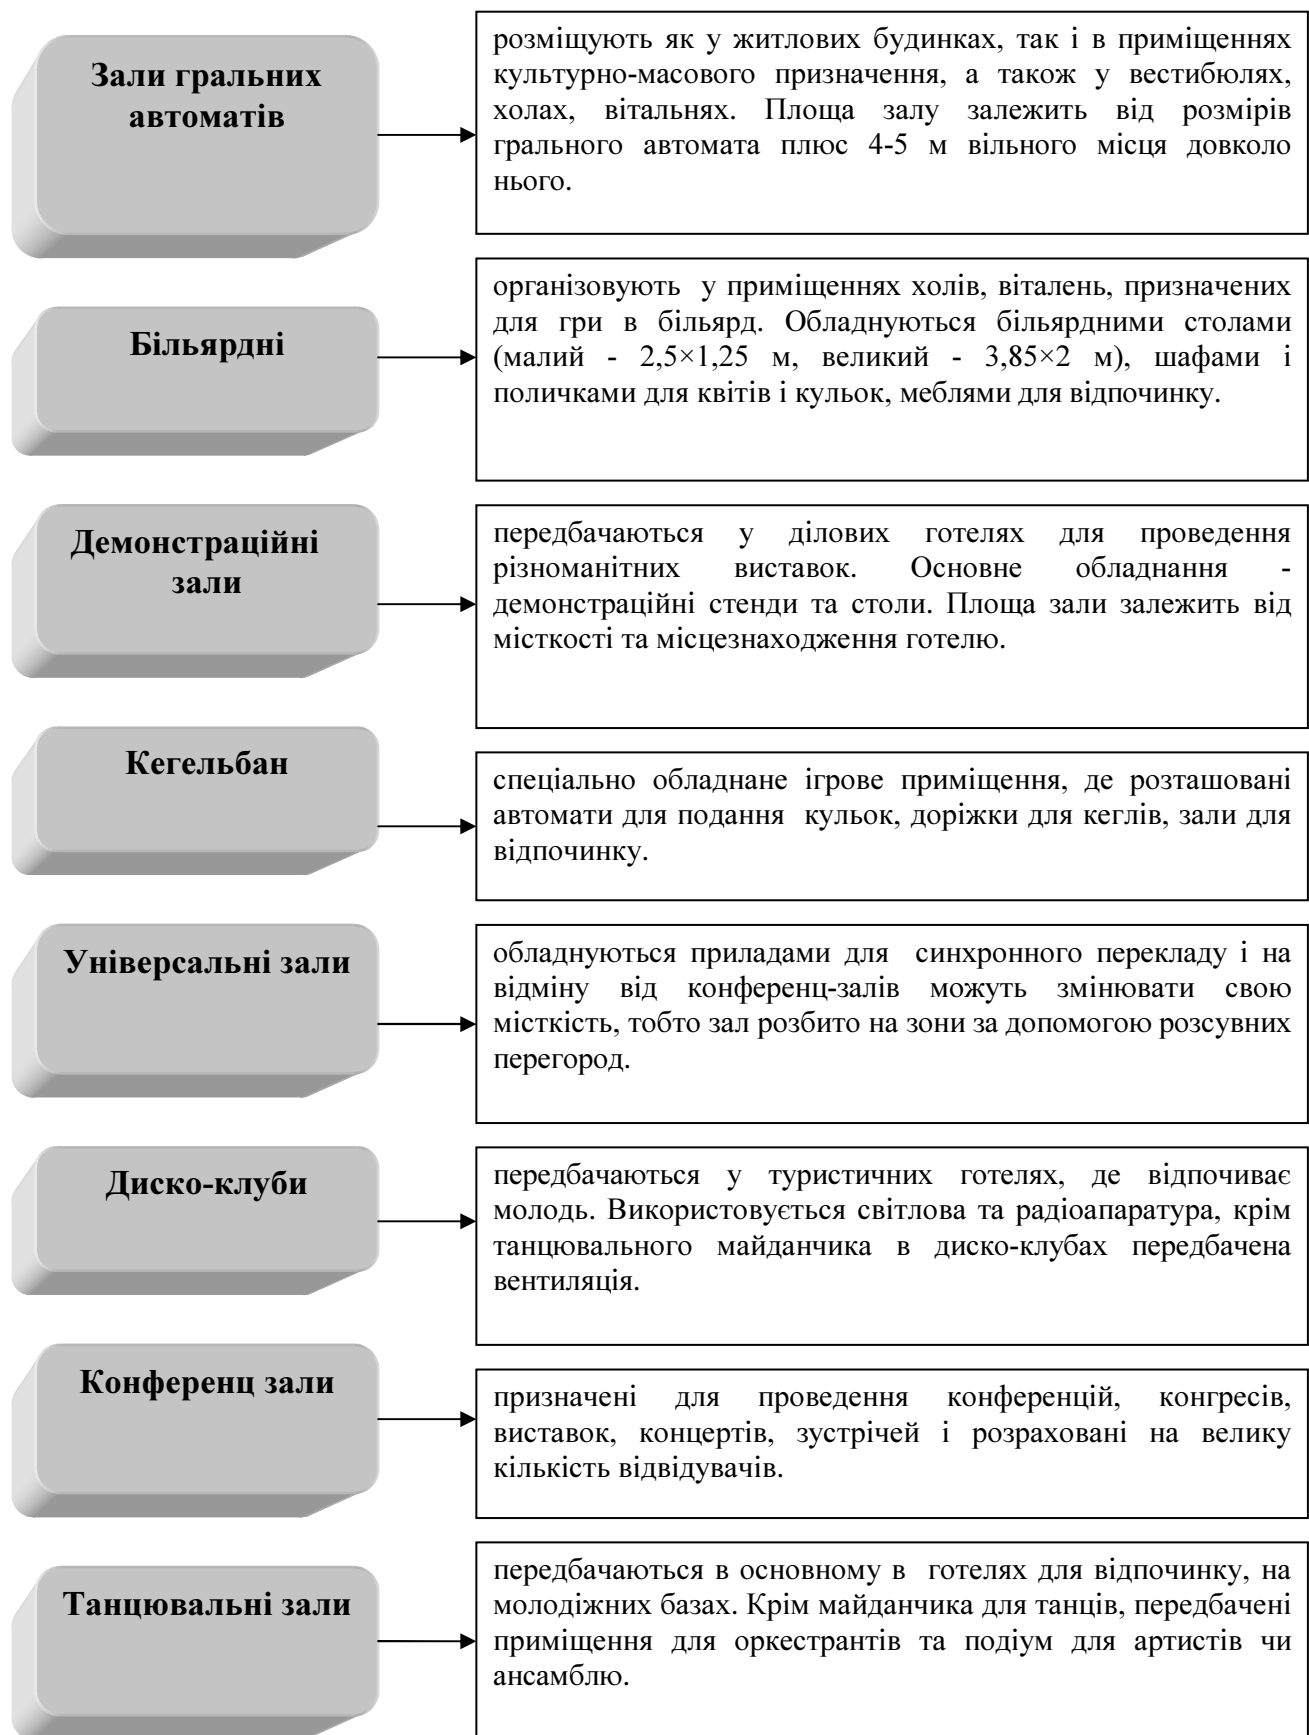 Зали гральних
автоматів
розміщують як у житлових будинках, так і в приміщеннях
культурно-масового призначення, а також у вестибюлях,
холах, вітальнях. Площа залу залежить від розмірів
грального автомата плюс 4-5 м вільного місця довколо
нього.
Більярдні
організовують у приміщеннях холів, віталень, призначених
для гри в більярд. Обладнуються більярдними столами
(малий - 2,5×1,25 м, великий - 3,85×2 м), шафами і
поличками для квітів і кульок, меблями для відпочинку.
Демонстраційні
зали
передбачаються у ділових готелях для проведення
різноманітних виставок. Основне обладнання -
демонстраційні стенди та столи. Площа зали залежить від
місткості та місцезнаходження готелю.
Кегельбан
спеціально обладнане ігрове приміщення, де розташовані
автомати для подання кульок, доріжки для кеглів, зали для
відпочинку.
Універсальні зали
обладнуються приладами для синхронного перекладу і на
відміну від конференц-залів можуть змінювати свою
місткість, тобто зал розбито на зони за допомогою розсувних
перегород.
Диско-клуби
передбачаються у туристичних готелях, де відпочиває
молодь. Використовується світлова та радіоапаратура, крім
танцювального майданчика в диско-клубах передбачена
вентиляція.
Конференц зали
призначені для проведення конференцій, конгресів,
виставок, концертів, зустрічей і розраховані на велику
кількість відвідувачів.
Танцювальні зали
передбачаються в основному в готелях для відпочинку, на
молодіжних базах. Крім майданчика для танців, передбачені
приміщення для оркестрантів та подіум для артистів чи
ансамблю.